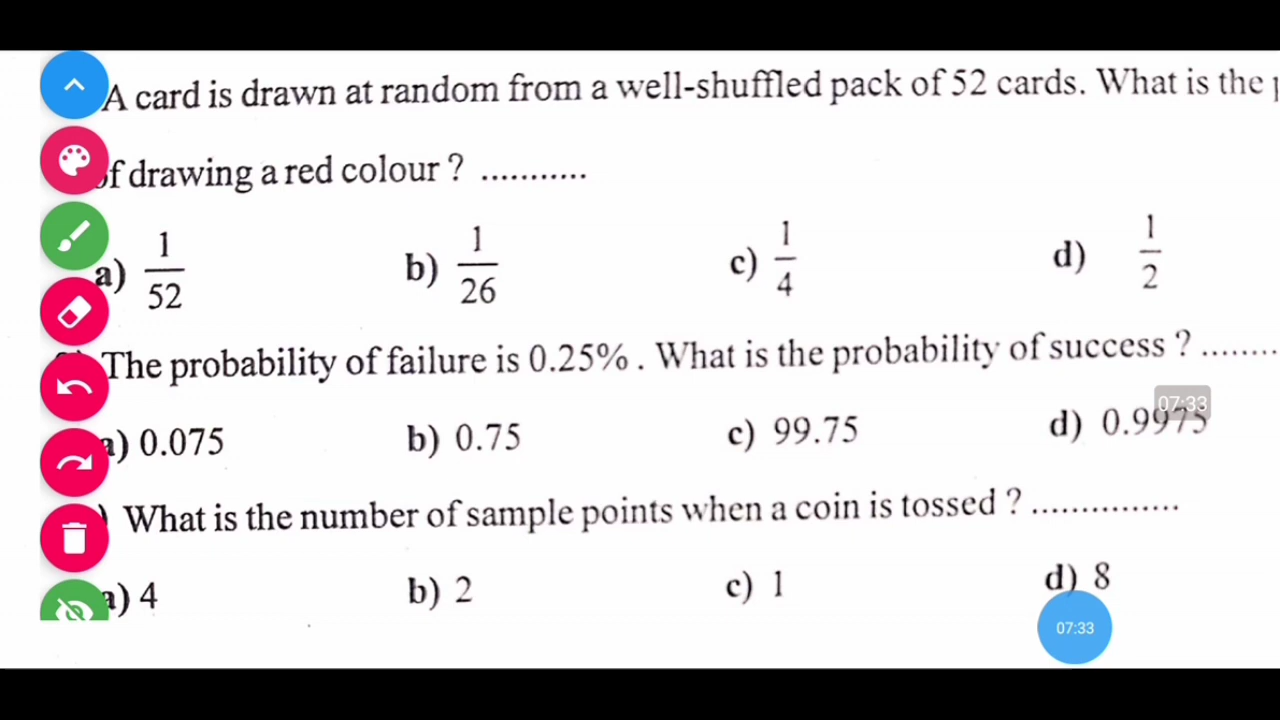 A card is drawn at random from a well-shuffled pack of 52 cards. What is the
of drawing a red colour ? ...........
a) 1/52 b) 1/26 c) 1/4 d) 1/2
The probability of failure is 0.25% . What is the probability of success ? ........
a) 0.075 b) 0.75 c) 99.75 d) 0.9975
07:33
) What is the number of sample points when a coin is tossed ? ...............
a) 4 b) 2 c) 1 d) 8
07:33